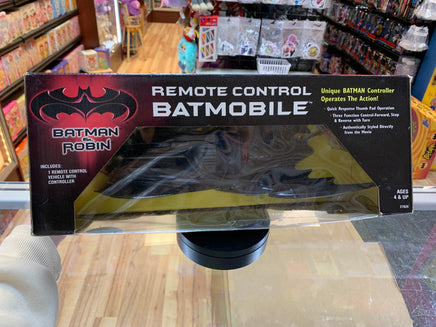 REMOTE CONTROL
BATMOBILE™
BATMAN
&
ROBIN
INCLUDES:
1 REMOTE CONTROL
VEHICLE WITH
CONTROLLER.
Unique BATMAN Controller
Operates The Action!
· Quick Response Thumb Pad Operation
· Three Function Control-Forward, Stop
& Reverse with Turn
· Authentically Styled Directly
from the Movie
AGES
4 & UP